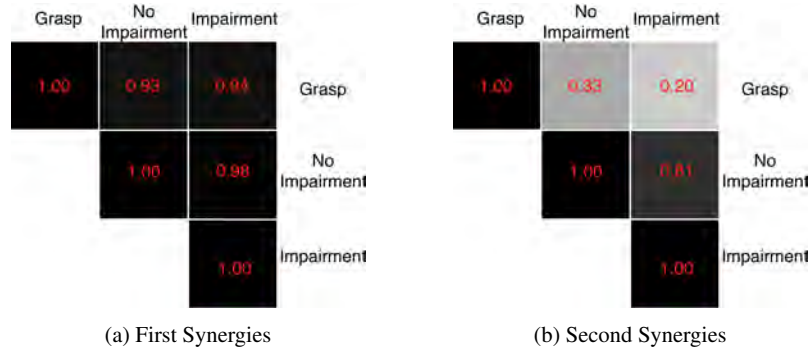 Grasp No Impairment Impairment
1.00 0.93 0.94 Grasp
1.00 0.98 No Impairment
1.00 Impairment
(a) First Synergies
Grasp No Impairment Impairment
1.00 0.33 0.20 Grasp
1.00 0.81 No Impairment
1.00 Impairment
(b) Second Synergies